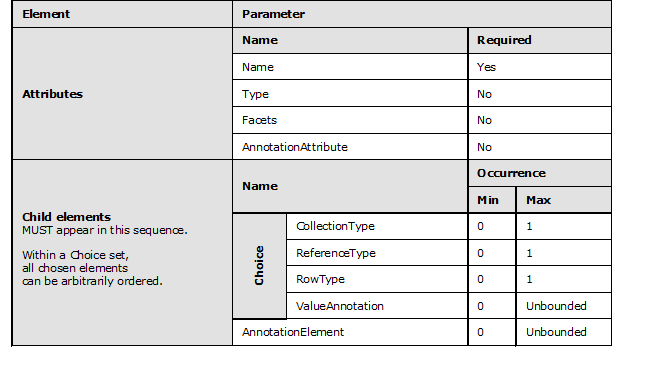 Element Parameter
Name Required
Attributes
Name Yes
Type No
Facets No
AnnotationAttribute No
Child elements
MUST appear in this sequence.
Within a Choice set,
all chosen elements
can be arbitrarily ordered.
Name Occurrence
Min Max
Choice
CollectionType 0 1
ReferenceType 0 1
RowType 0 1
ValueAnnotation 0 Unbounded
AnnotationElement 0 Unbounded